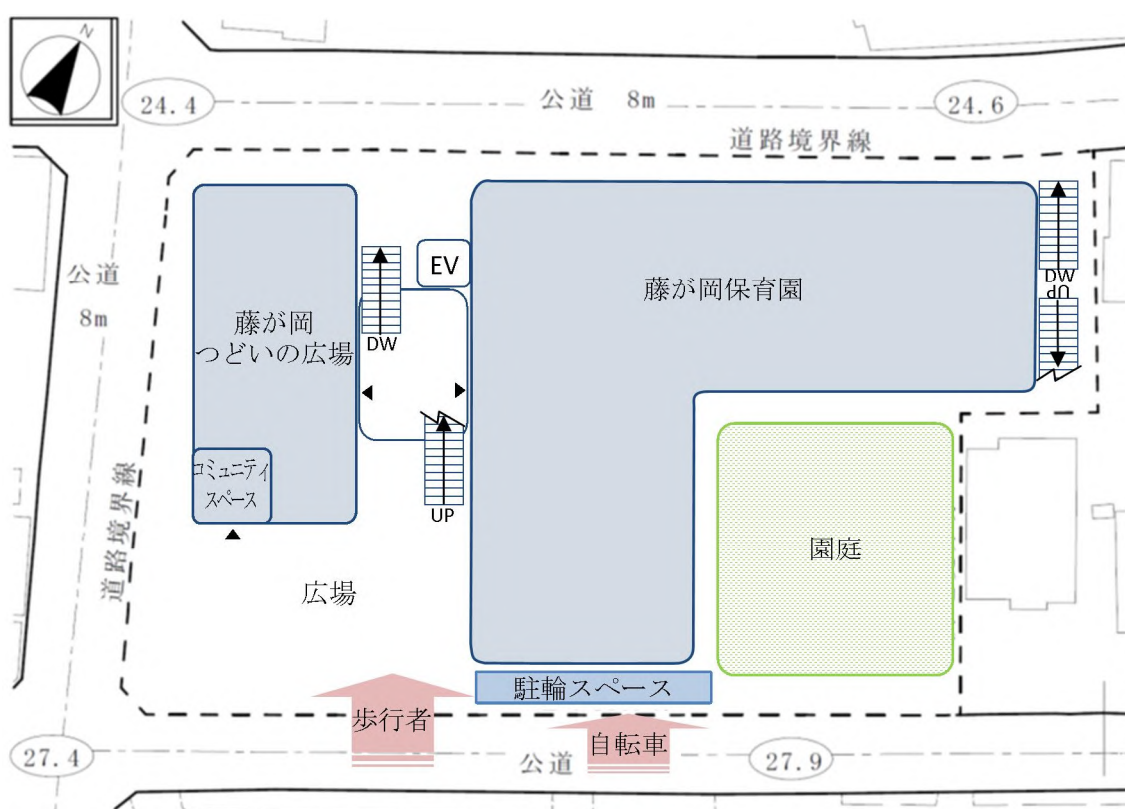 N
24.4
公道 8m
24.6
道路境界線
公道
8m
EV
DW
藤が岡
つどいの広場
藤が岡保育園
DW
UP
コミュニティ
スペース
UP
園庭
道路境界線
広場
駐輪スペース
歩行者
自転車
27.4
公道
27.9